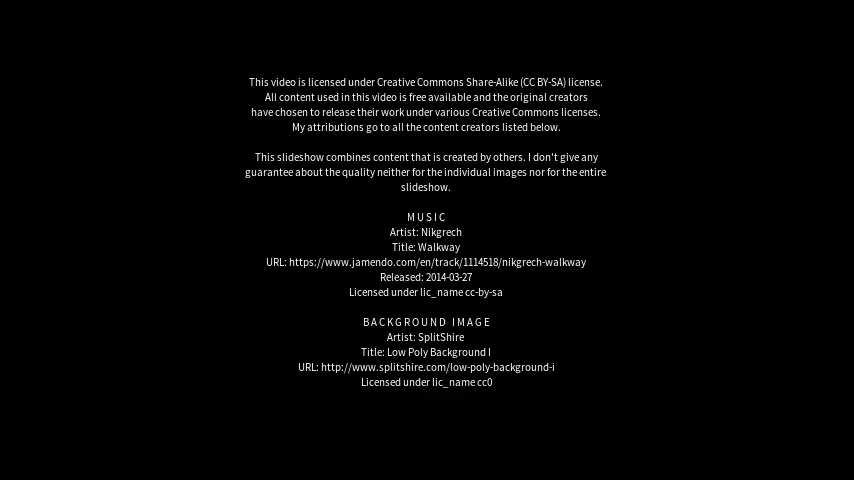 This video is licensed under Creative Commons Share-Alike (CC BY-SA) license.
All content used in this video is free available and the original creators
have chosen to release their work under various Creative Commons licenses.
My attributions go to all the content creators listed below.
This slideshow combines content that is created by others. I don't give any
guarantee about the quality neither for the individual images nor for the entire
slideshow.
MUSIC
Artist: Nikgrech
Title: Walkway
URL: https://www.jamendo.com/en/track/1114518/nikgrech-walkway
Released: 2014-03-27
Licensed under lic_name cc-by-sa
BACKGROUND IMAGE
Artist: SplitShire
Title: Low Poly Background I
URL: http://www.splitshire.com/low-poly-background-i
Licensed under lic_name cc0